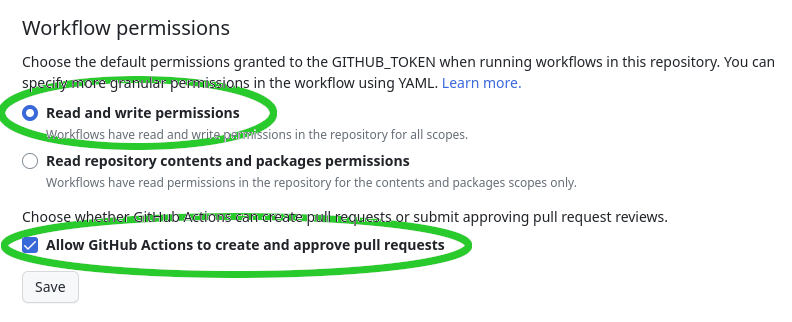 Workflow permissions
Choose the default permissions granted to the GITHUB_TOKEN when running workflows in this repository. You can
specify more granular permissions in the workflow using YAML. Learn more.
Read and write permissions
Workflows have read and write permissions in the repository for all scopes.
Read repository contents and packages permissions
Workflows have read permissions in the repository for the contents and packages scopes only.
Choose whether GitHub Actions can create pull requests or submit approving pull request reviews.
Allow GitHub Actions to create and approve pull requests
Save